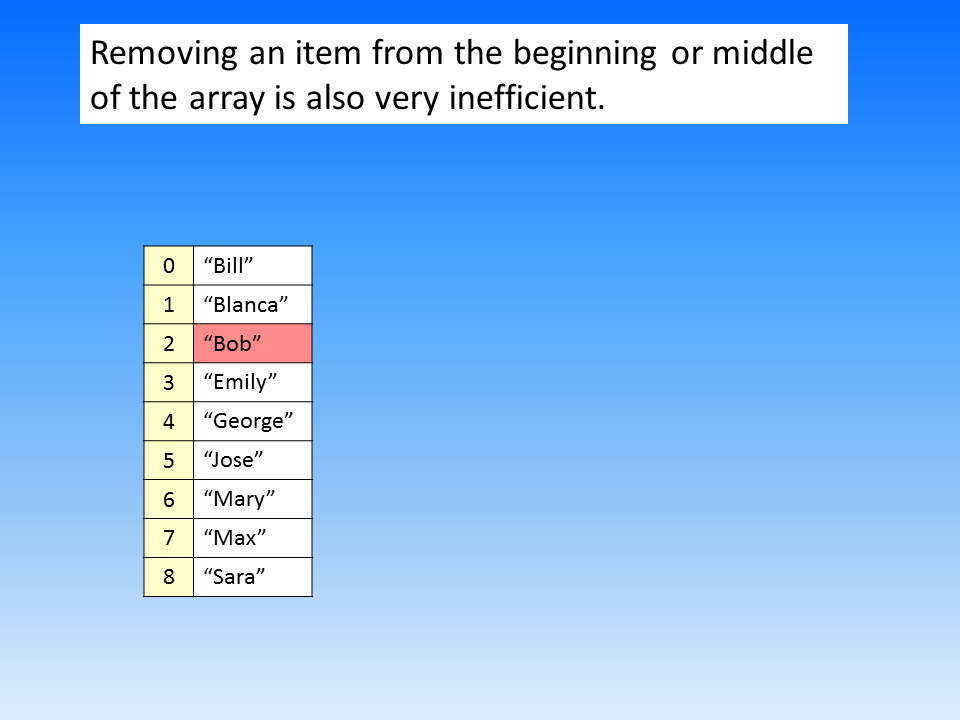 Removing an item from the beginning or middle
of the array is also very inefficient.
0 “Bill”
1 “Blanca”
2 “Bob”
3 “Emily”
4 “George”
5 “Jose”
6 “Mary”
7 “Max”
8 “Sara”